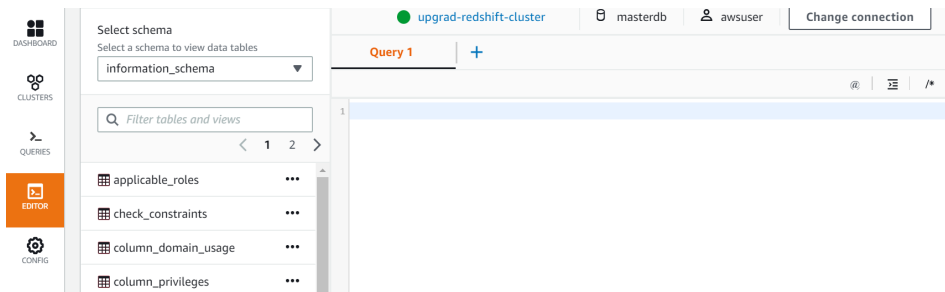 DASHBOARD
CLUSTERS
QUERIES
EDITOR
CONFIG
Select schema
Select a schema to view data tables
information_schema
Filter tables and views
< 1 2 >
applicable_roles •••
check_constraints •••
column_domain_usage •••
column_privileges •••
upgrad-redshift-cluster masterdb awsuser Change connection
Query 1 +
@ /*
1